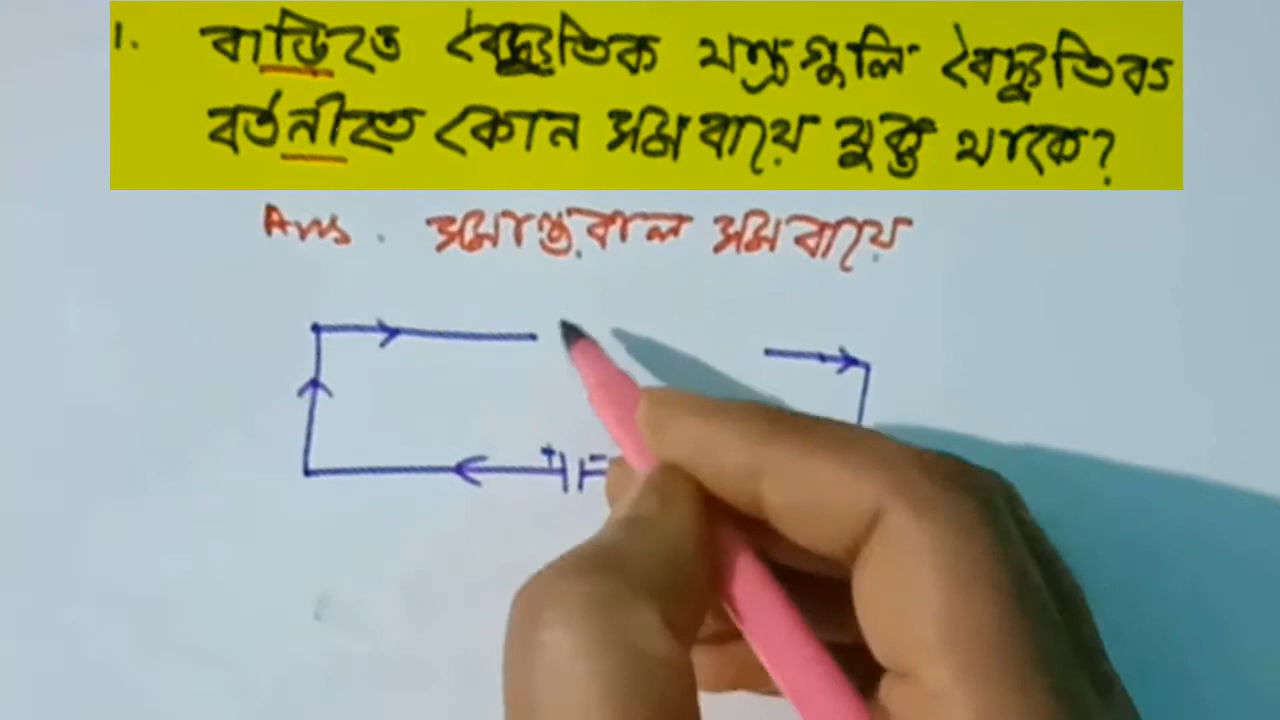 1. বাড়িতে বৈদ্যুতিক যন্ত্রগুলি বৈদ্যুতিক
বর্তনীতে কোন সমবায়ে যুক্ত থাকে?
Ans. সমান্তরাল সমবায়ে
+ -